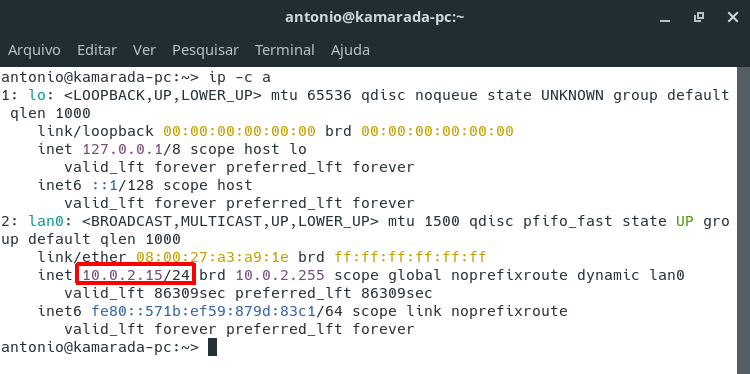 antonio@kamarada-pc:~
Arquivo Editar Ver Pesquisar Terminal Ajuda
antonio@kamarada-pc:~> ip -c a
1: lo: <LOOPBACK,UP,LOWER_UP> mtu 65536 qdisc noqueue state UNKNOWN group default
 qlen 1000
    link/loopback 00:00:00:00:00:00 brd 00:00:00:00:00:00
    inet 127.0.0.1/8 scope host lo
       valid_lft forever preferred_lft forever
    inet6 ::1/128 scope host
       valid_lft forever preferred_lft forever
2: lan0: <BROADCAST,MULTICAST,UP,LOWER_UP> mtu 1500 qdisc pfifo_fast state UP gro
up default qlen 1000
    link/ether 08:00:27:a3:a9:1e brd ff:ff:ff:ff:ff:ff
    inet 10.0.2.15/24 brd 10.0.2.255 scope global noprefixroute dynamic lan0
       valid_lft 86309sec preferred_lft 86309sec
    inet6 fe80::571b:ef59:879d:83c1/64 scope link noprefixroute
       valid_lft forever preferred_lft forever
antonio@kamarada-pc:~>